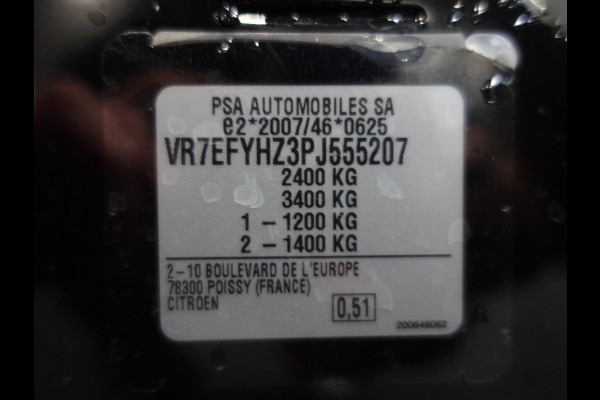 PSA AUTOMOBILES SA
e2*2007/46*0625
VR7EFYHZ3PJ555207
2400 KG
3400 KG
1 – 1200 KG
2 – 1400 KG
2 – 10 BOULEVARD DE L'EUROPE
78300 POISSY (FRANCE)
CITROEN
0,51
200646062